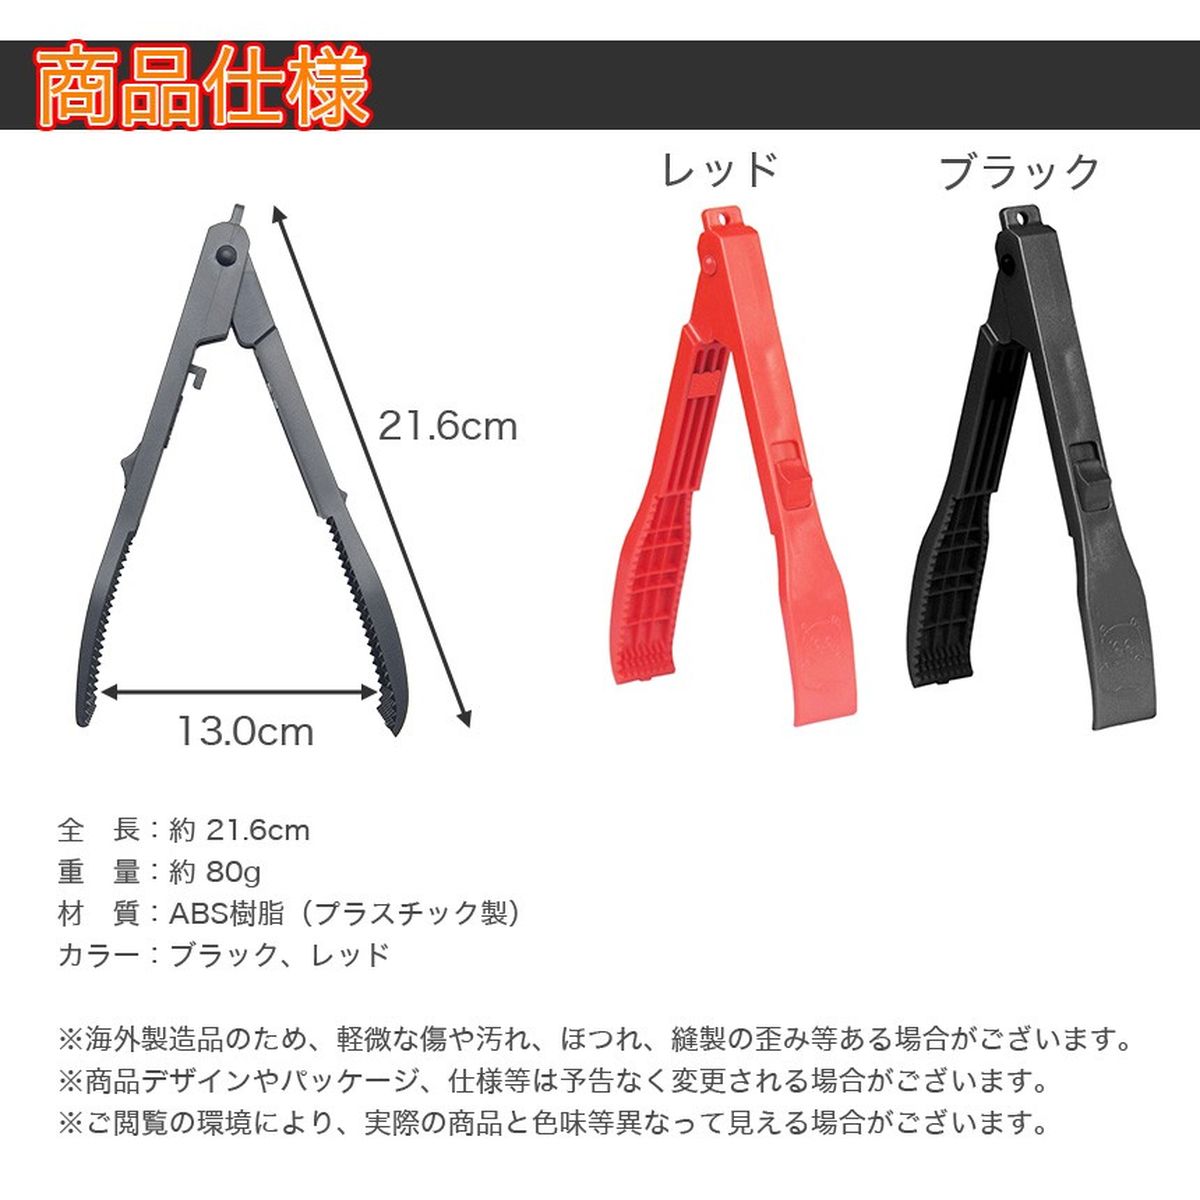 商品仕様
レッド
ブラック
21.6cm
13.0cm
全　長：約 21.6cm
重　量：約 80g
材　質：ABS樹脂（プラスチック製）
カラー：ブラック、レッド
※海外製造品のため、軽微な傷や汚れ、ほつれ、縫製の歪み等ある場合がございます。
※商品デザインやパッケージ、仕様等は予告なく変更される場合がございます。
※ご閲覧の環境により、実際の商品と色味等異なって見える場合がございます。